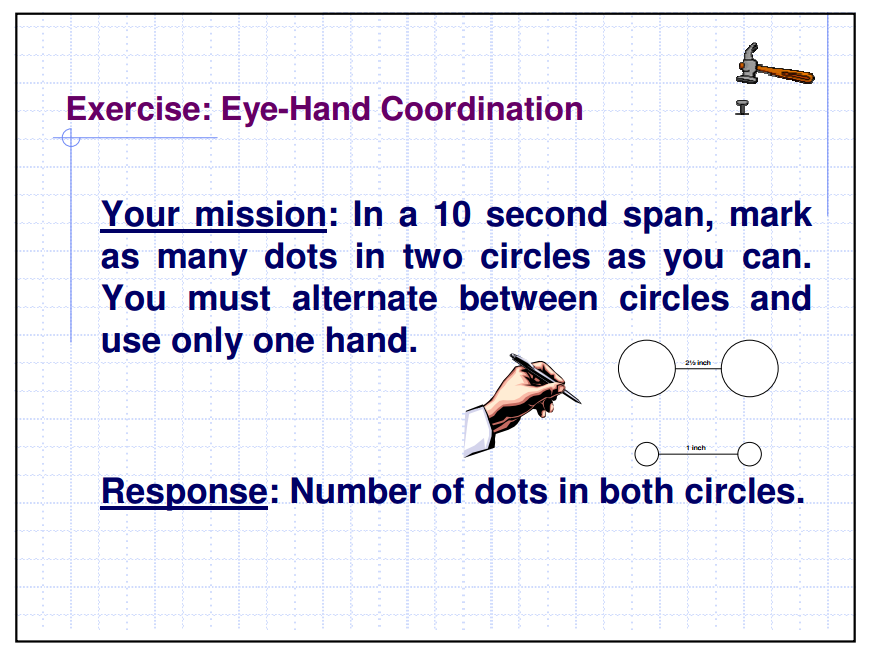 Exercise: Eye-Hand Coordination
Your mission: In a 10 second span, mark
as many dots in two circles as you can.
You must alternate between circles and
use only one hand.
2½ inch
1 inch
Response: Number of dots in both circles.